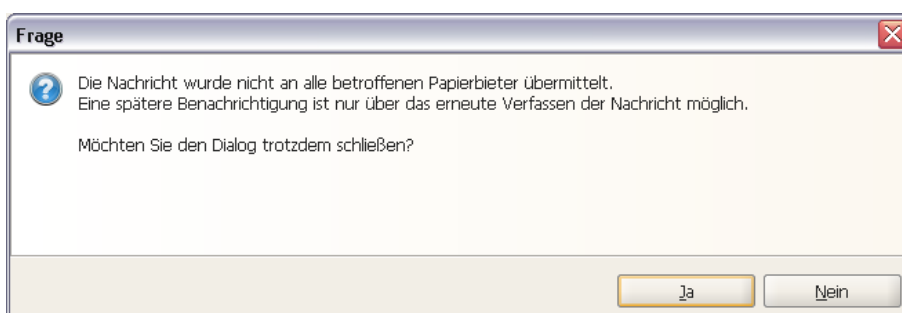 Frage
Die Nachricht wurde nicht an alle betroffenen Papierbieter übermittelt.
Eine spätere Benachrichtigung ist nur über das erneute Verfassen der Nachricht möglich.
Möchten Sie den Dialog trotzdem schließen?
Ja
Nein